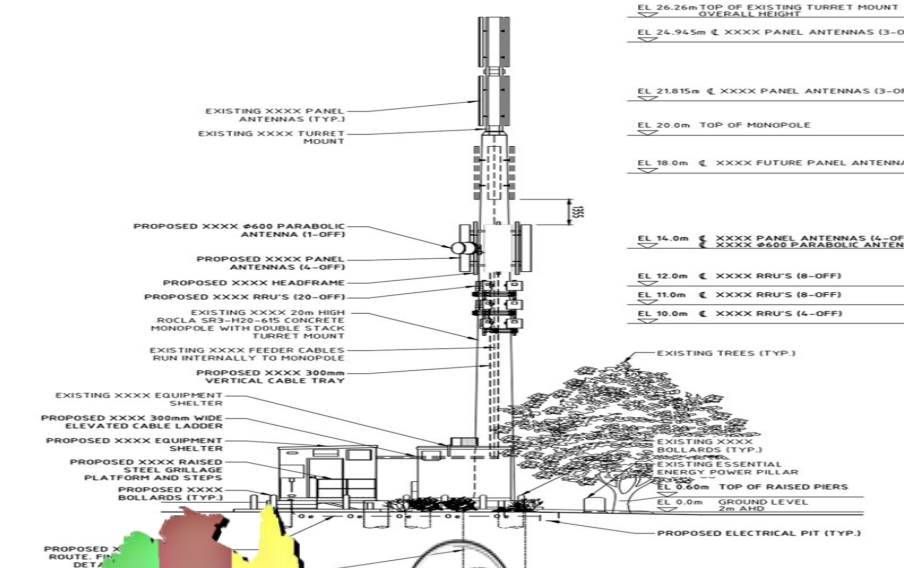 EL 26.26m TOP OF EXISTING TURRET MOUNT
OVERALL HEIGHT
EL 24.945m ℄ XXXX PANEL ANTENNAS (3-O
EL 21.815m ℄ XXXX PANEL ANTENNAS (3-OF
EXISTING XXXX PANEL
ANTENNAS (TYP.)
EL 20.0m TOP OF MONOPOLE
EXISTING XXXX TURRET
MOUNT
EL 18.0m ℄ XXXX FUTURE PANEL ANTENNA
1355
PROPOSED XXXX Ø600 PARABOLIC
ANTENNA (1-OFF)
EL 14.0m ℄ XXXX PANEL ANTENNAS (4-OF
℄ XXXX Ø600 PARABOLIC ANTEN
PROPOSED XXXX PANEL
ANTENNAS (4-OFF)
EL 12.0m ℄ XXXX RRU'S (8-OFF)
PROPOSED XXXX HEADFRAME
PROPOSED XXXX RRU'S (20-OFF)
EL 11.0m ℄ XXXX RRU'S (8-OFF)
EL 10.0m ℄ XXXX RRU'S (4-OFF)
EXISTING XXXX 20m HIGH
ROCLA SR3-H20-615 CONCRETE
MONOPOLE WITH DOUBLE STACK
TURRET MOUNT
EXISTING XXXX FEEDER CABLES
RUN INTERNALLY TO MONOPOLE
EXISTING TREES (TYP.)
PROPOSED XXXX 300mm
VERTICAL CABLE TRAY
EXISTING XXXX EQUIPMENT
SHELTER
PROPOSED XXXX 300mm WIDE
ELEVATED CABLE LADDER
PROPOSED XXXX EQUIPMENT
SHELTER
EXISTING XXXX
BOLLARDS (TYP.)
PROPOSED XXXX RAISED
STEEL GRILLAGE
PLATFORM AND STEPS
EXISTING ESSENTIAL
ENERGY POWER PILLAR
PROPOSED XXXX
BOLLARDS (TYP.)
EL 0.60m TOP OF RAISED PIERS
EL 0.0m GROUND LEVEL
2m AHD
PROPOSED ELECTRICAL PIT (TYP.)
PROPOSED X
ROUTE. FIN
DETA